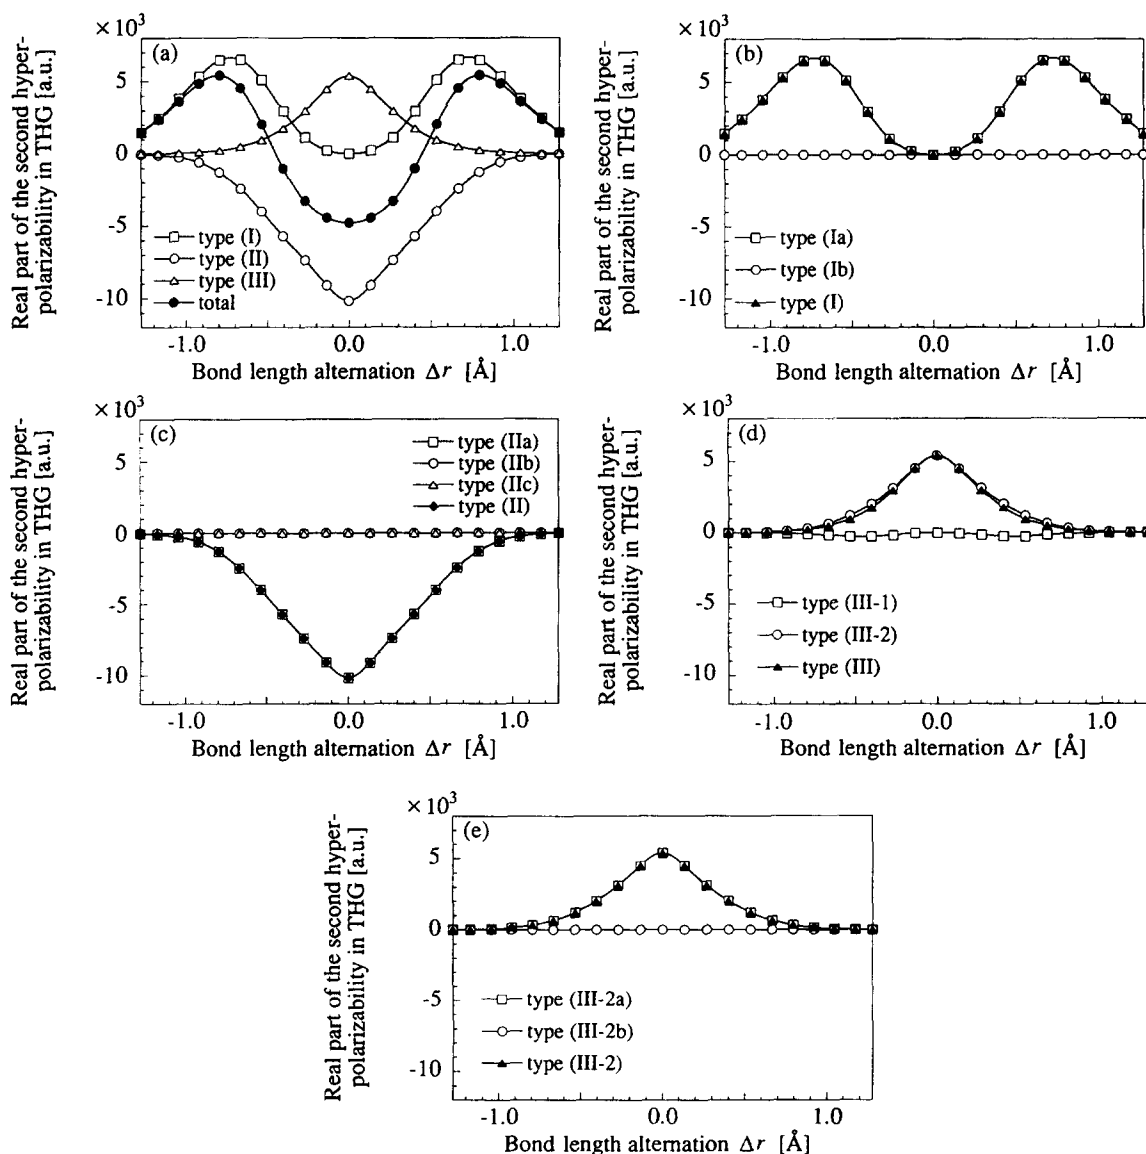 × 10³
(a)
Real part of the second hyper-
polarizability in THG [a.u.]
5
0
-5
-10
type (I)
type (II)
type (III)
total
-1.0 0.0 1.0
Bond length alternation Δr [Å]
× 10³
(b)
Real part of the second hyper-
polarizability in THG [a.u.]
5
0
-5
-10
type (Ia)
type (Ib)
type (I)
-1.0 0.0 1.0
Bond length alternation Δr [Å]
× 10³
(c)
Real part of the second hyper-
polarizability in THG [a.u.]
5
0
-5
-10
type (IIa)
type (IIb)
type (IIc)
type (II)
-1.0 0.0 1.0
Bond length alternation Δr [Å]
× 10³
(d)
Real part of the second hyper-
polarizability in THG [a.u.]
5
0
-5
-10
type (III-1)
type (III-2)
type (III)
-1.0 0.0 1.0
Bond length alternation Δr [Å]
× 10³
(e)
Real part of the second hyper-
polarizability in THG [a.u.]
5
0
-5
-10
type (III-2a)
type (III-2b)
type (III-2)
-1.0 0.0 1.0
Bond length alternation Δr [Å]